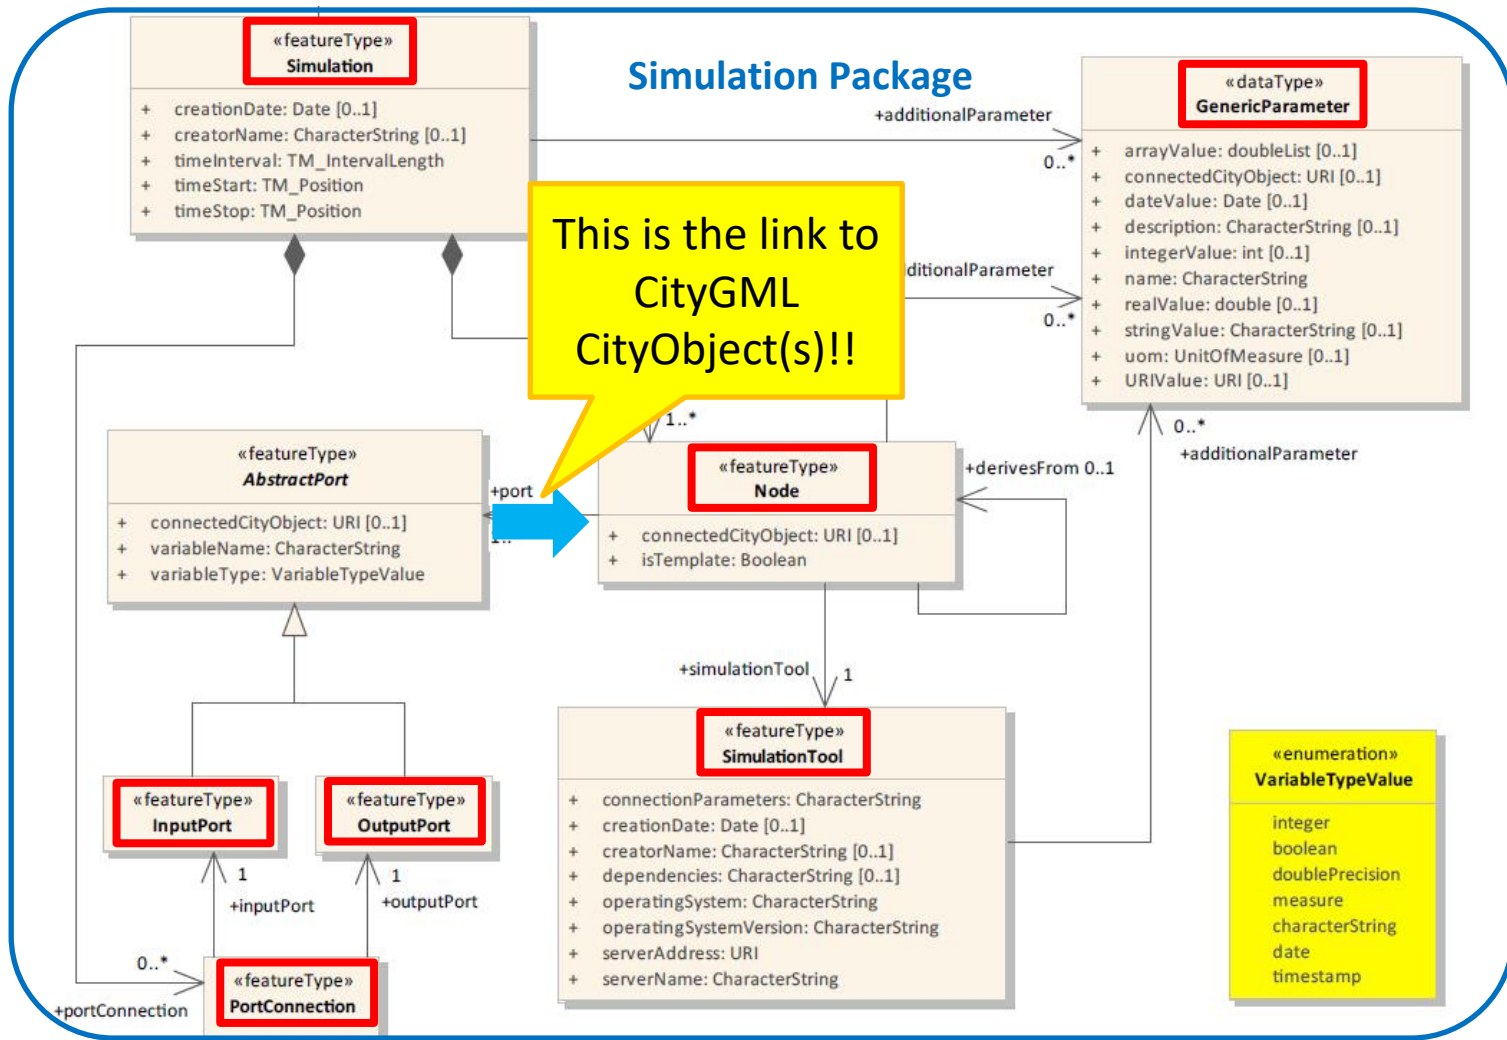 Simulation Package
«featureType»
Simulation
+ creationDate: Date [0..1]
+ creatorName: CharacterString [0..1]
+ timeInterval: TM_IntervalLength
+ timeStart: TM_Position
+ timeStop: TM_Position
+additionalParameter
0..*
«dataType»
GenericParameter
+ arrayValue: doubleList [0..1]
+ connectedCityObject: URI [0..1]
+ dateValue: Date [0..1]
+ description: CharacterString [0..1]
+ integerValue: int [0..1]
+ name: CharacterString
+ realValue: double [0..1]
+ stringValue: CharacterString [0..1]
+ uom: UnitOfMeasure [0..1]
+ URIValue: URI [0..1]
This is the link to
CityGML
CityObject(s)!!
ditionalParameter
0..*
1..*
0..*
+additionalParameter
«featureType»
AbstractPort
+ connectedCityObject: URI [0..1]
+ variableName: CharacterString
+ variableType: VariableTypeValue
+port
«featureType»
Node
+ connectedCityObject: URI [0..1]
+ isTemplate: Boolean
+derivesFrom 0..1
+simulationTool
1
«featureType»
SimulationTool
+ connectionParameters: CharacterString
+ creationDate: Date [0..1]
+ creatorName: CharacterString [0..1]
+ dependencies: CharacterString [0..1]
+ operatingSystem: CharacterString
+ operatingSystemVersion: CharacterString
+ serverAddress: URI
+ serverName: CharacterString
«enumeration»
VariableTypeValue
integer
boolean
doublePrecision
measure
characterString
date
timestamp
«featureType»
InputPort
«featureType»
OutputPort
1
+inputPort
1
+outputPort
0..*
+portConnection
«featureType»
PortConnection